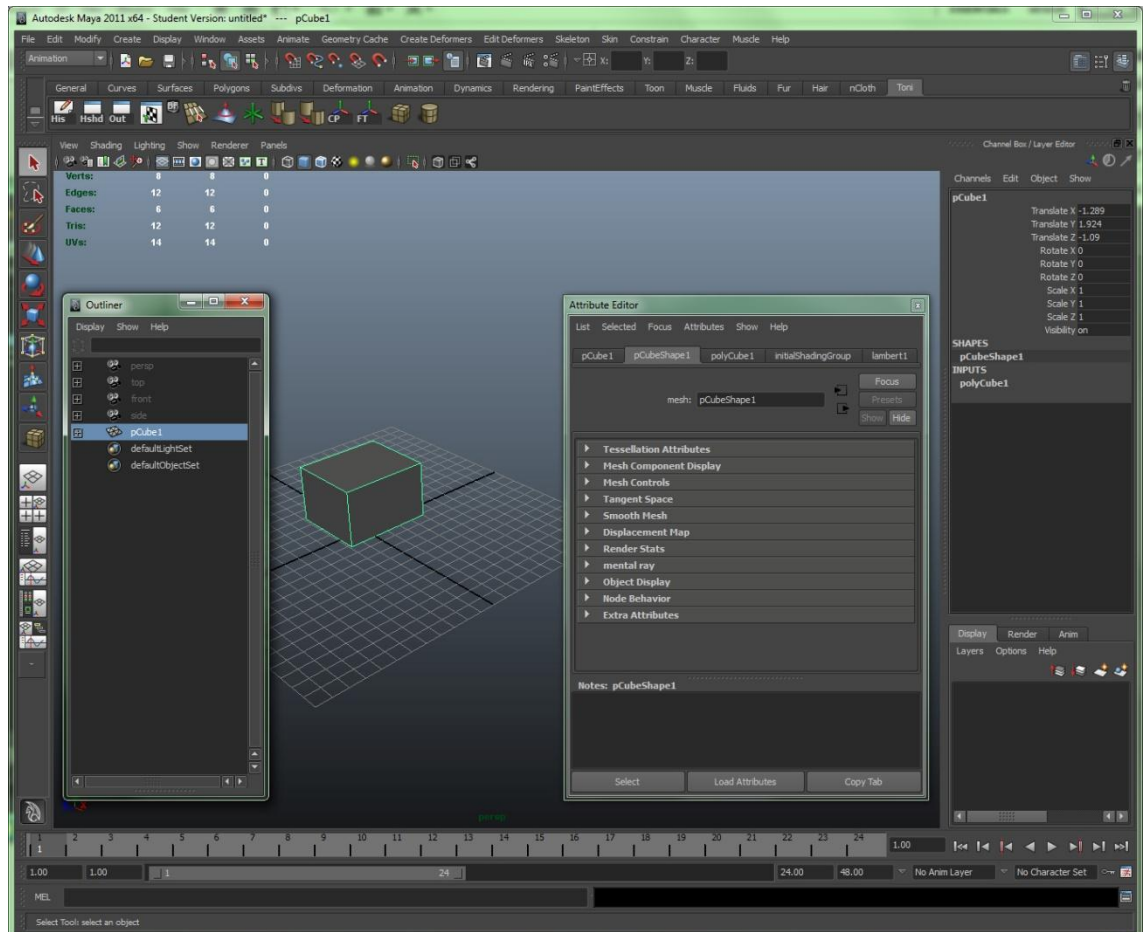 Autodesk Maya 2011 x64 - Student Version: untitled* --- pCube1
File Edit Modify Create Display Window Assets Animate Geometry Cache Create Deformers Edit Deformers Skeleton Skin Constrain Character Muscle Help
Animation X: Y: Z:
General Curves Surfaces Polygons Subdivs Deformation Animation Dynamics Rendering PaintEffects Toon Muscle Fluids Fur Hair nCloth Toni
His Hshd Out CP FT
View Shading Lighting Show Renderer Panels
Verts: 8 8 0
Edges: 12 12 0
Faces: 6 6 0
Tris: 12 12 0
UVs: 14 14 0
Outliner
Display Show Help
persp
top
front
side
pCube1
defaultLightSet
defaultObjectSet
persp
Attribute Editor
List Selected Focus Attributes Show Help
pCube1 pCubeShape1 polyCube1 initialShadingGroup lambert1
mesh: pCubeShape1
Focus
Presets
Show Hide
Tessellation Attributes
Mesh Component Display
Mesh Controls
Tangent Space
Smooth Mesh
Displacement Map
Render Stats
mental ray
Object Display
Node Behavior
Extra Attributes
Notes: pCubeShape1
Select Load Attributes Copy Tab
Channel Box / Layer Editor
Channels Edit Object Show
pCube1
Translate X -1.289
Translate Y 1.924
Translate Z -1.09
Rotate X 0
Rotate Y 0
Rotate Z 0
Scale X 1
Scale Y 1
Scale Z 1
Visibility on
SHAPES
pCubeShape1
INPUTS
polyCube1
Display Render Anim
Layers Options Help
1 2 3 4 5 6 7 8 9 10 11 12 13 14 15 16 17 18 19 20 21 22 23 24 1.00
1
1.00 1.00 1 24 24.00 48.00 No Anim Layer No Character Set
MEL
Select Tool: select an object